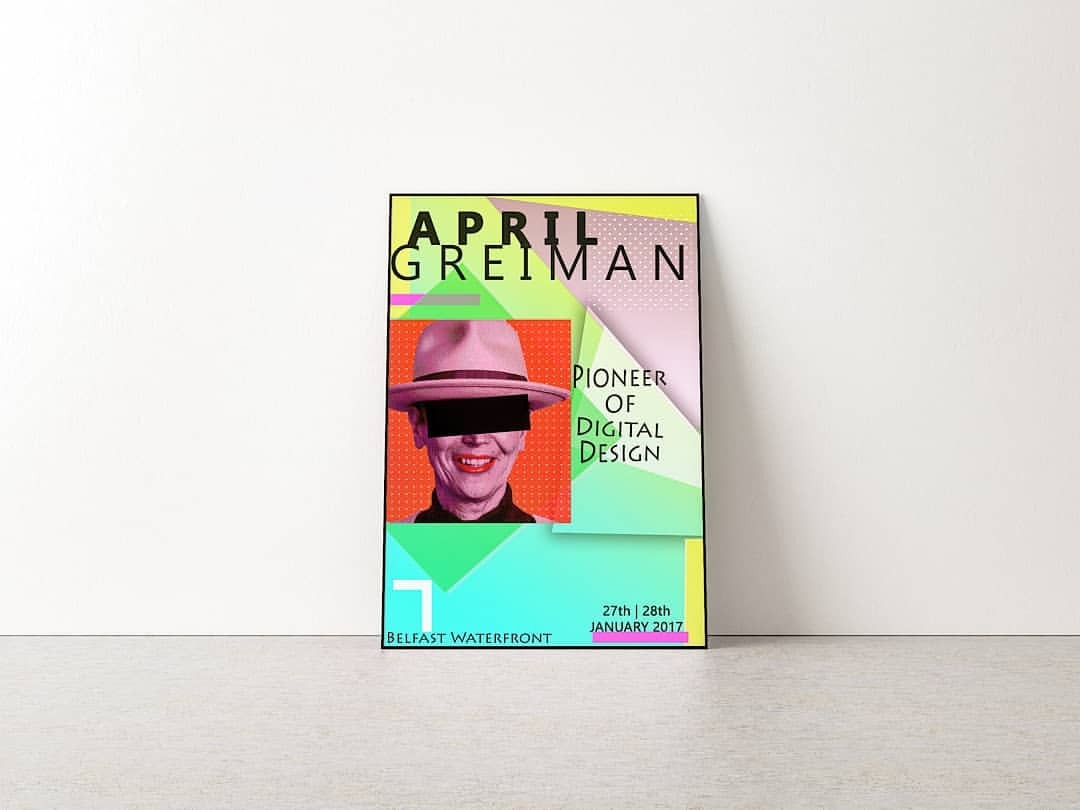 APRIL
GREIMAN
PIONEER
OF
DIGITAL
DESIGN
27th | 28th
JANUARY 2017
BELFAST WATERFRONT